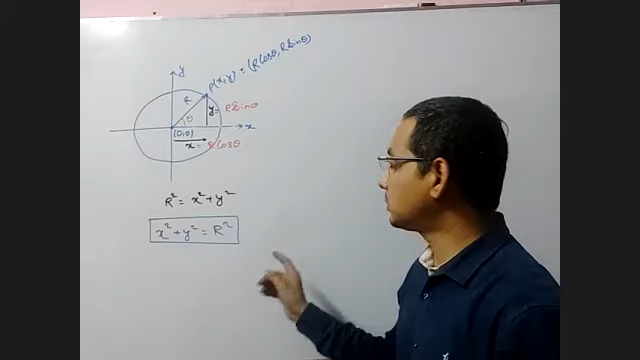 y
P(x,y) = (R Cosθ, R Sinθ)
R
y = R Sinθ
θ
x
(0,0)
x = R Cosθ
R² = x² + y²
x² + y² = R²